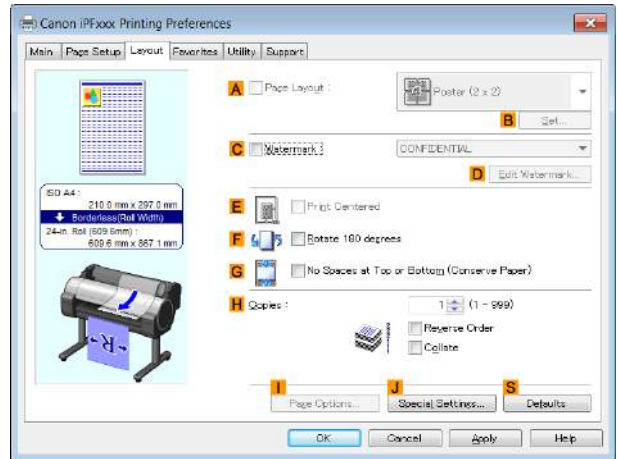 Canon iPFxxx Printing Preferences
Main Page Setup Layout Favorites Utility Support
A Page Layout :
Poster (2 x 2)
B Set...
C Watermark :
CONFIDENTIAL
D Edit Watermark...
ISO A4 :
210.0 mm x 297.0 mm
Borderless(Roll Width)
24-in. Roll (609.6mm) :
609.6 mm x 867.1 mm
E Print Centered
F Rotate 180 degrees
G No Spaces at Top or Bottom (Conserve Paper)
H Copies : 1 (1 - 999)
Reverse Order
Collate
R
I J S
Page Options... Special Settings... Defaults
OK Cancel Apply Help